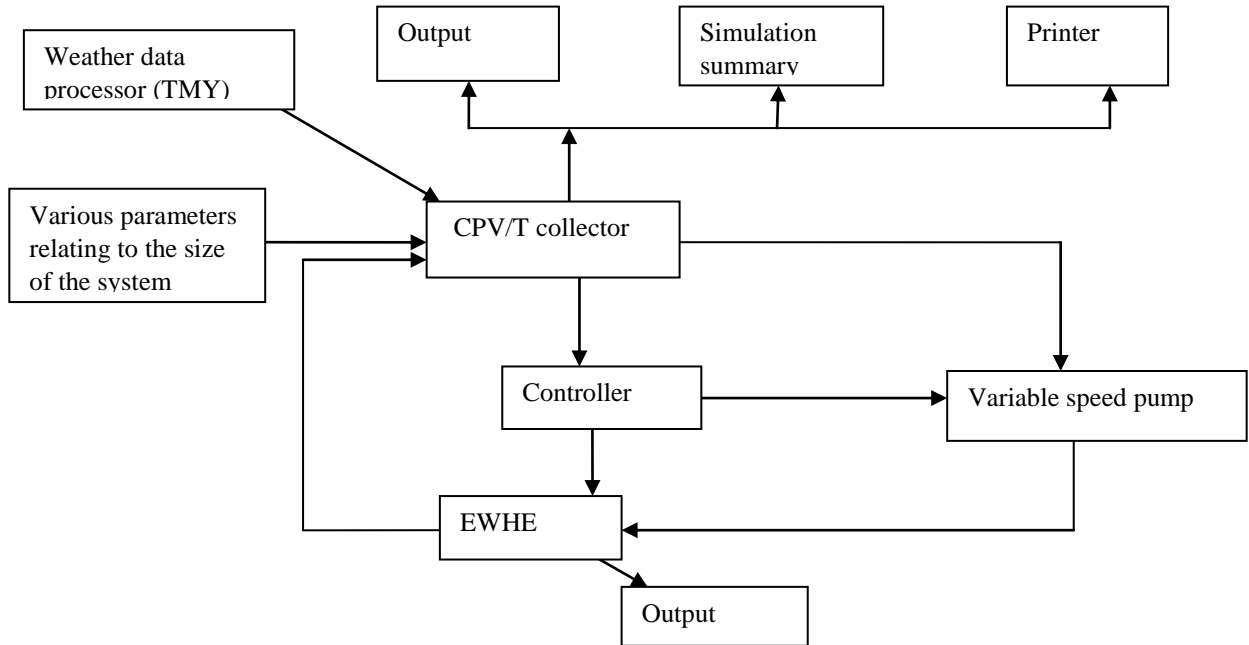 Output
Simulation
summary
Printer
Weather data
processor (TMY)
Various parameters
relating to the size
of the system
CPV/T collector
Controller
Variable speed pump
EWHE
Output